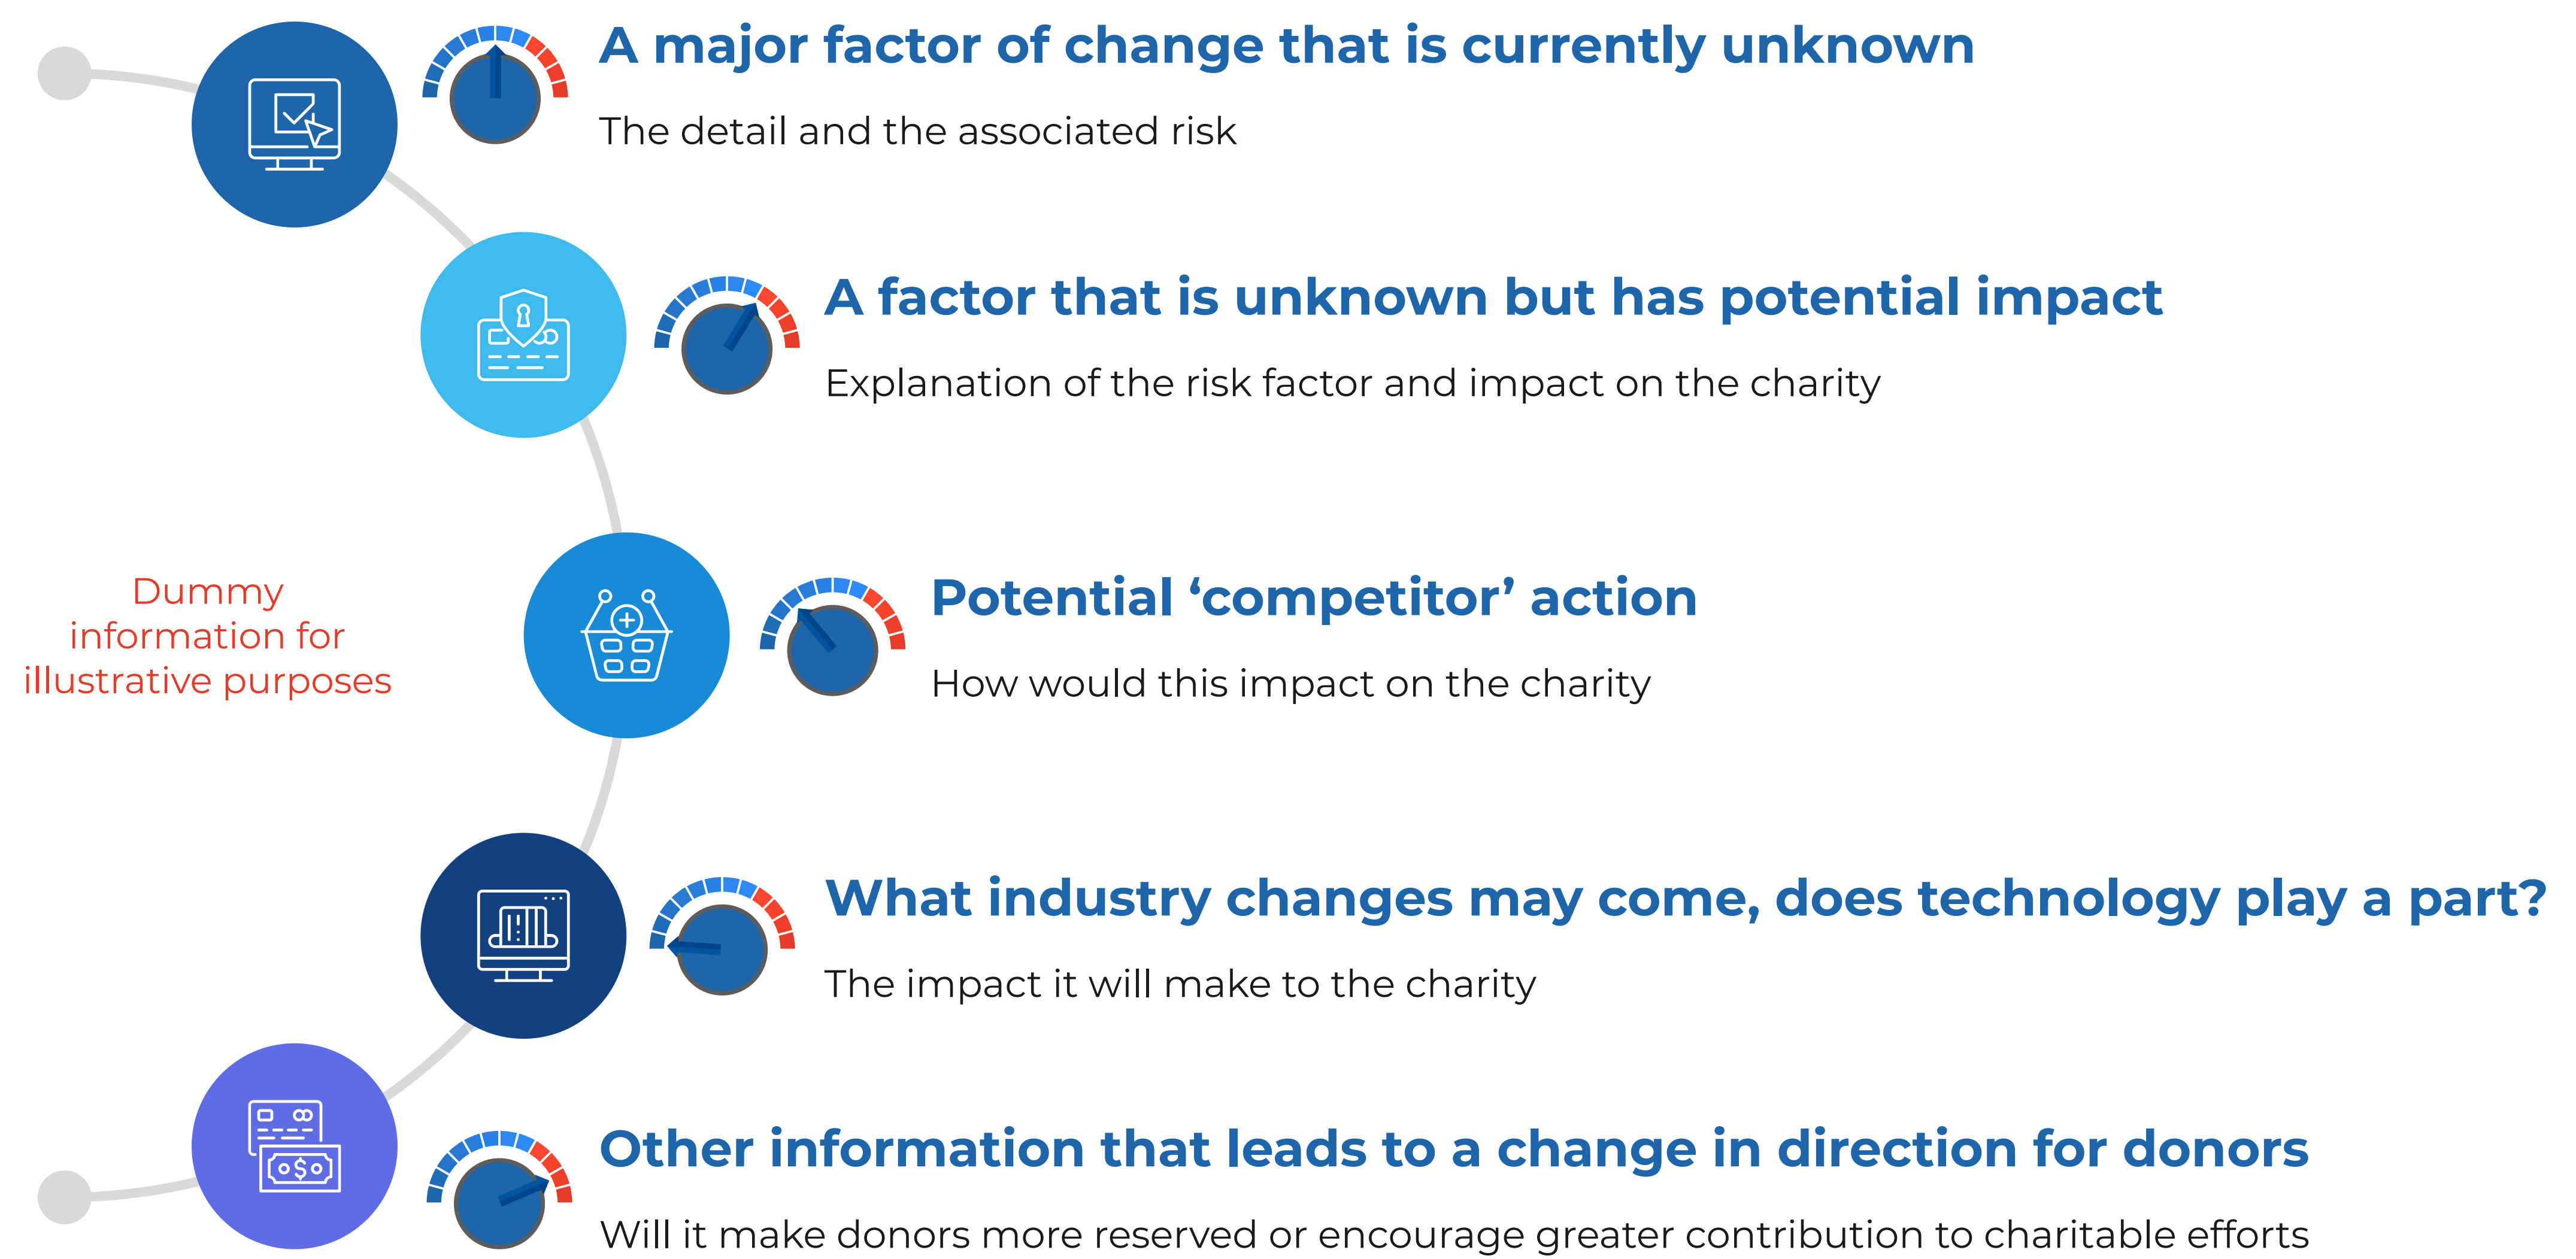 A major factor of change that is currently unknown
The detail and the associated risk
A factor that is unknown but has potential impact
Explanation of the risk factor and impact on the charity
Dummy
information for
illustrative purposes
Potential ‘competitor’ action
How would this impact on the charity
What industry changes may come, does technology play a part?
The impact it will make to the charity
Other information that leads to a change in direction for donors
Will it make donors more reserved or encourage greater contribution to charitable efforts